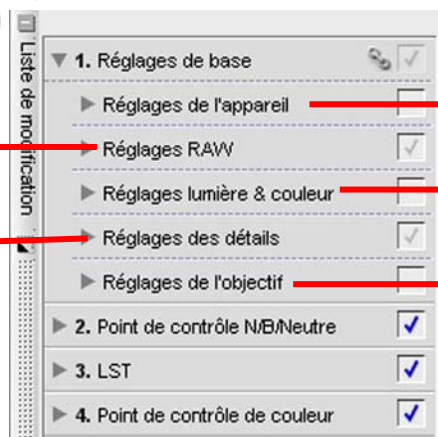 Liste de modification
1. Réglages de base
Réglages de l'appareil
Réglages RAW
Réglages lumière & couleur
Réglages des détails
Réglages de l'objectif
2. Point de contrôle N/B/Neutre
3. LST
4. Point de contrôle de couleur